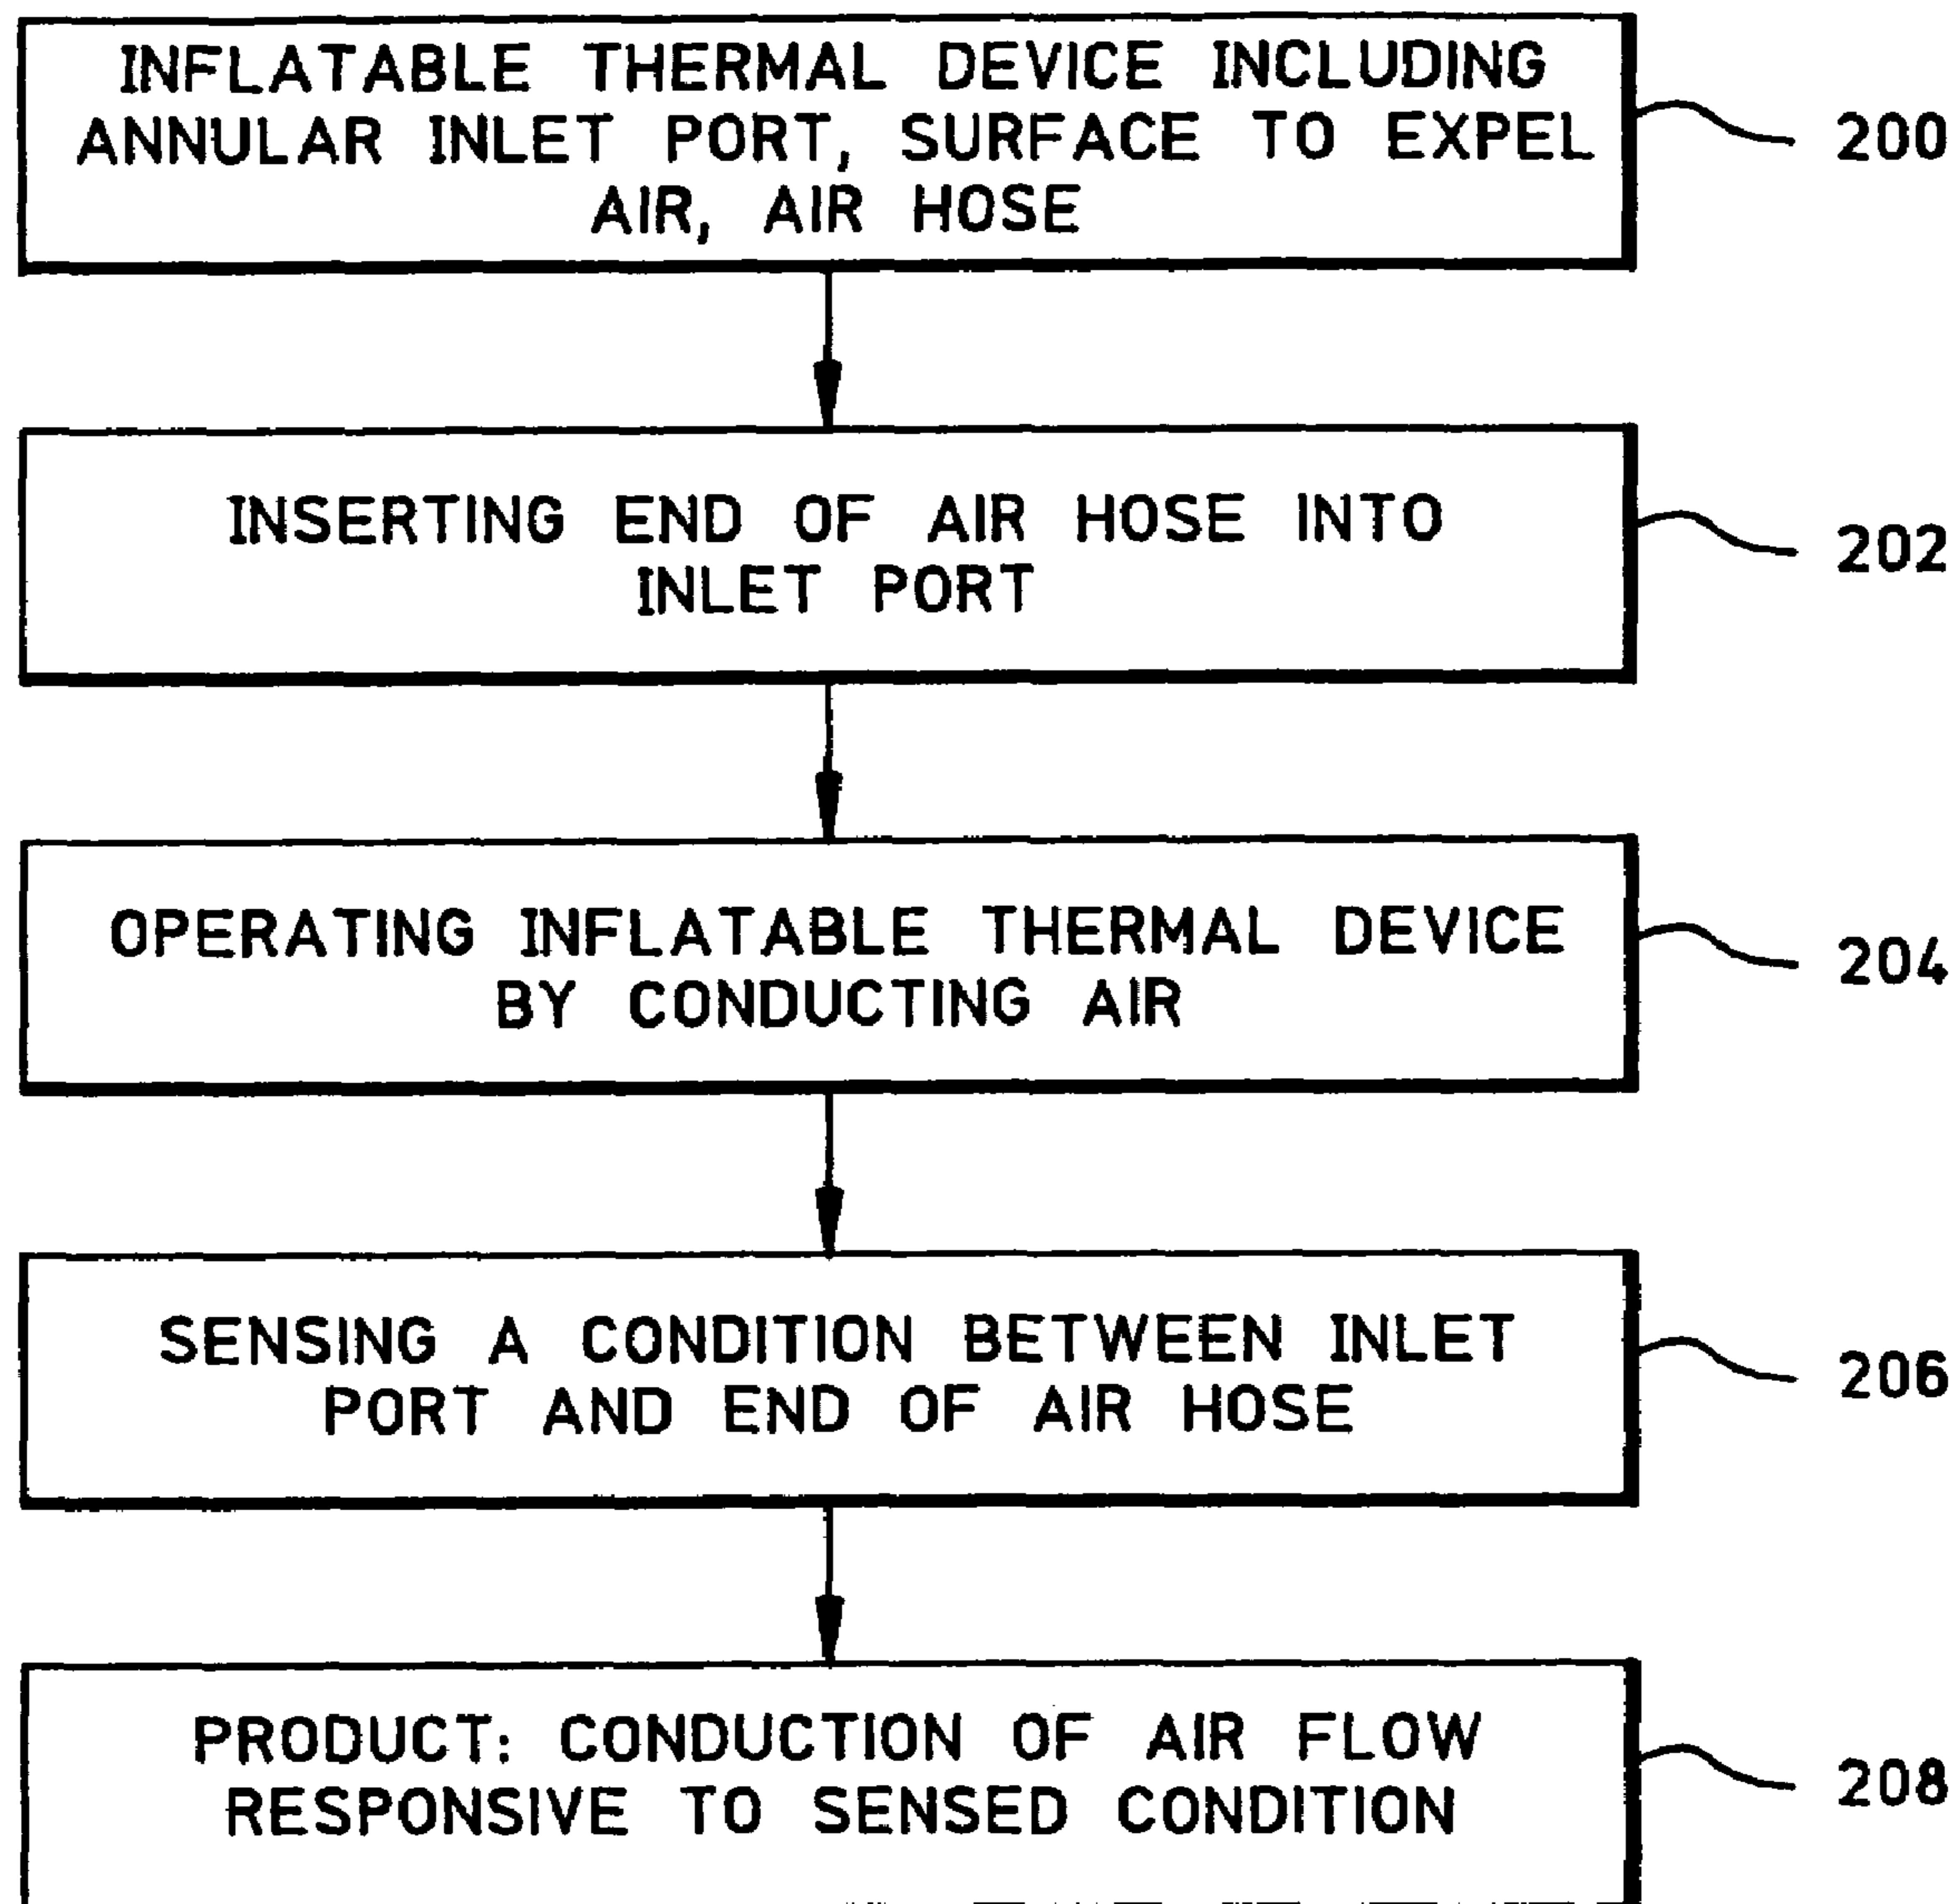 INFLATABLE THERMAL DEVICE INCLUDING
ANNULAR INLET PORT, SURFACE TO EXPEL
AIR, AIR HOSE
200
INSERTING END OF AIR HOSE INTO
INLET PORT
202
OPERATING INFLATABLE THERMAL DEVICE
BY CONDUCTING AIR
204
SENSING A CONDITION BETWEEN INLET
PORT AND END OF AIR HOSE
206
PRODUCT: CONDUCTION OF AIR FLOW
RESPONSIVE TO SENSED CONDITION
208